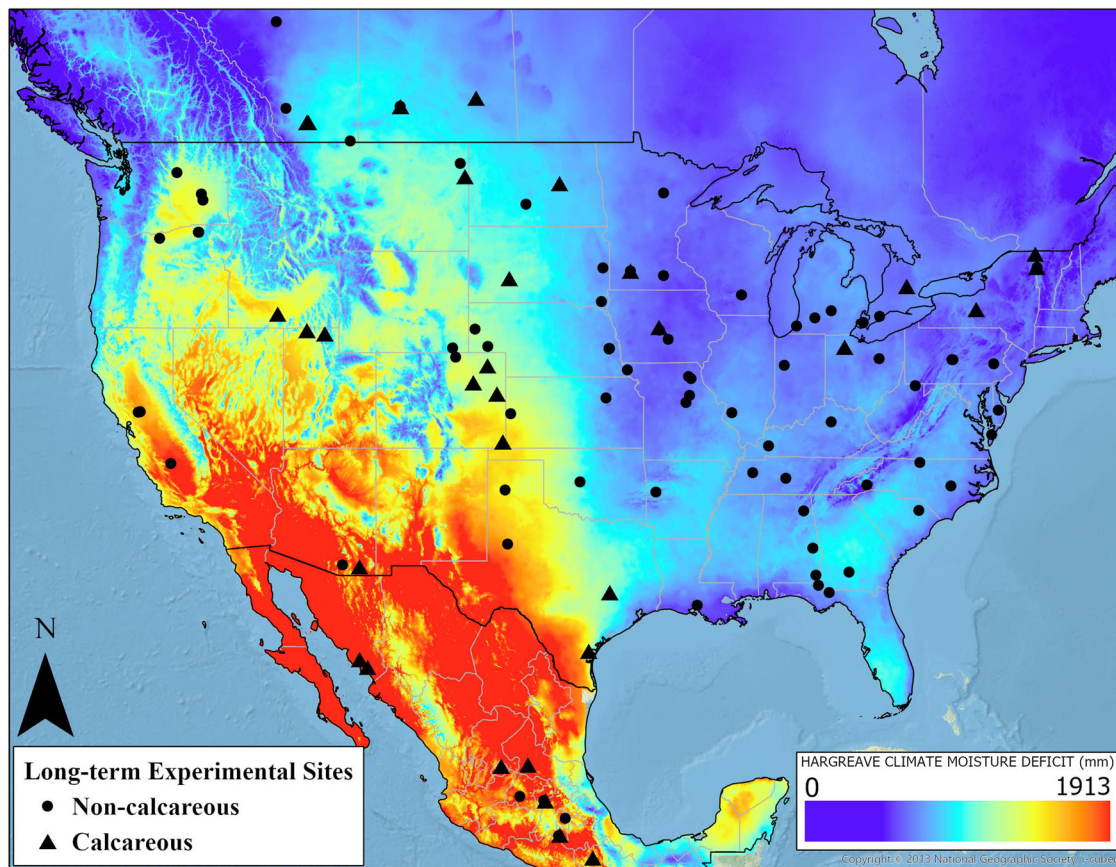 N
Long-term Experimental Sites
Non-calcareous
Calcareous
HARGREAVE CLIMATE MOISTURE DEFICIT (mm)
0 1913
Copyright:© 2013 National Geographic Society, i-cubed